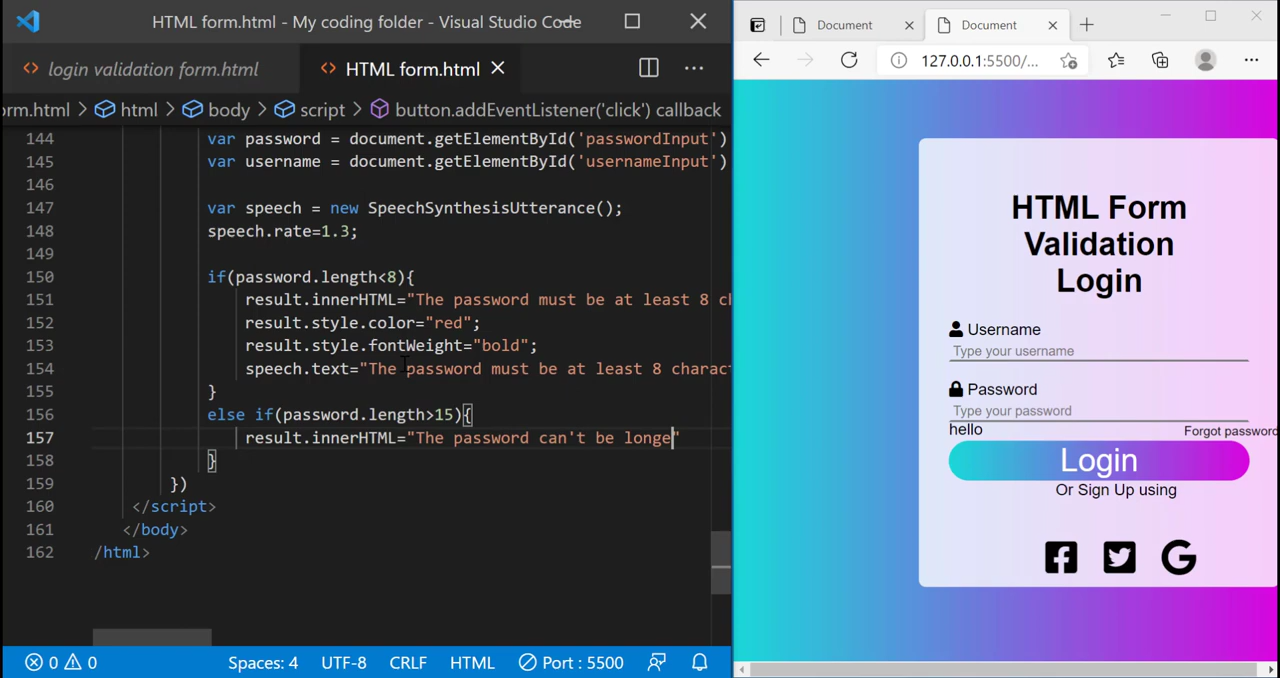 HTML form.html - My coding folder - Visual Studio Code
login validation form.html
HTML form.html
orm.html > html > body > script > button.addEventListener('click') callback
144 var password = document.getElementById('passwordInput')
145 var username = document.getElementById('usernameInput')
146
147 var speech = new SpeechSynthesisUtterance();
148 speech.rate=1.3;
149
150 if(password.length<8){
151 result.innerHTML="The password must be at least 8 ch
152 result.style.color="red";
153 result.style.fontWeight="bold";
154 speech.text="The password must be at least 8 charact
155 }
156 else if(password.length>15){
157 result.innerHTML="The password can't be longe"
158 }
159 })
160 </script>
161 </body>
162 /html>
0 0 Spaces: 4 UTF-8 CRLF HTML Port : 5500
Document
Document
127.0.0.1:5500/...
HTML Form
Validation
Login
Username
Type your username
Password
Type your password
hello
Forgot password
Login
Or Sign Up using